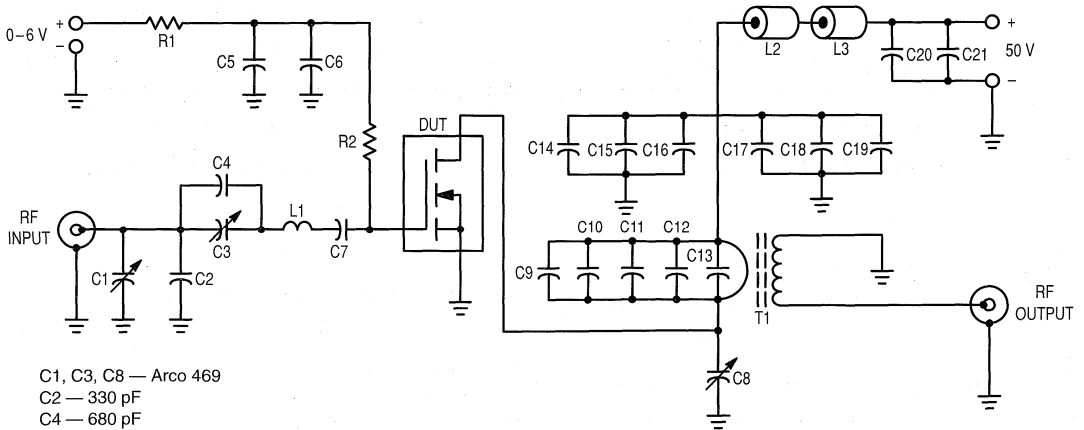 +
0–6 V
–
R1
C5
C6
R2
DUT
C4
RF
INPUT
L1
C3
C7
C1
C2
L2
L3
+
C20
C21
50 V
–
C14
C15
C16
C17
C18
C19
C10
C11
C12
C9
C13
T1
RF
OUTPUT
C8
C1, C3, C8 — Arco 469
C2 — 330 pF
C4 — 680 pF